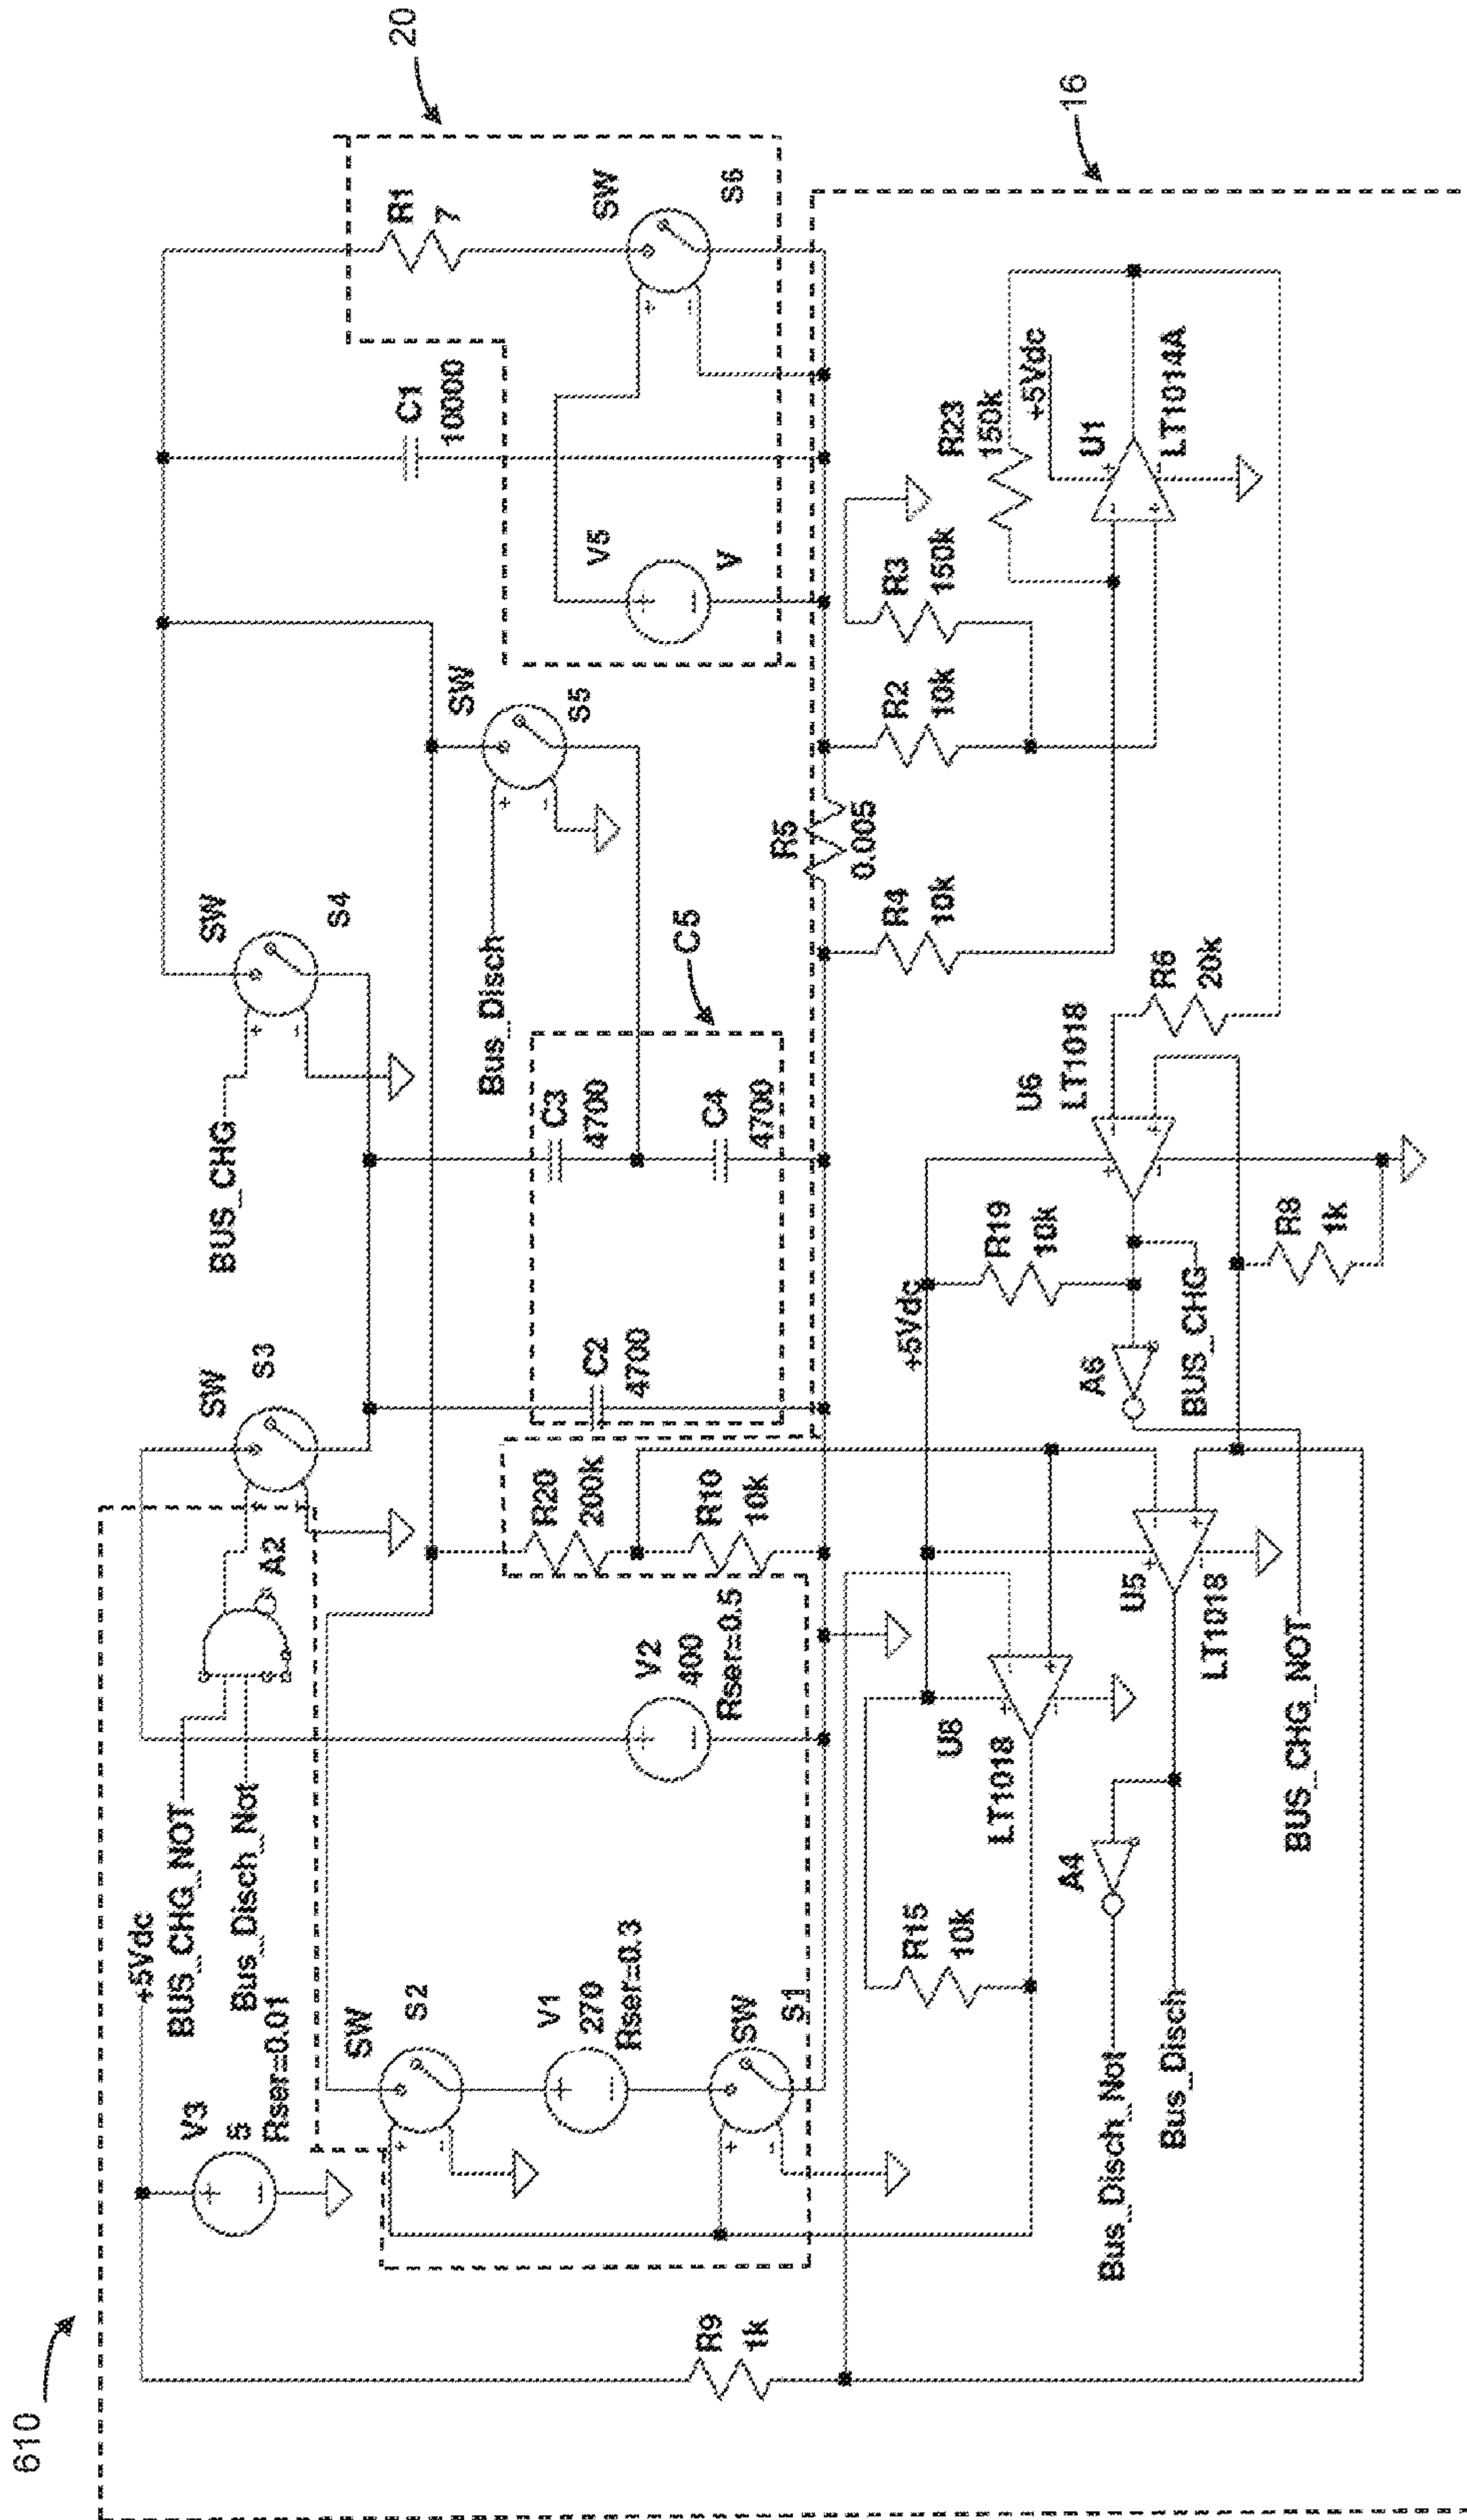 610
+5Vdc
V3
5
Rser=0.01
BUS_CHG_NOT
Bus_Disch_Not
A2
SW
S3
BUS_CHG
SW
S4
20
R1
7
SW
S6
C1
10000
V5
V
SW
S5
Bus_Disch
C5
C3
4700
C4
4700
C2
4700
SW
S2
V1
270
Rser=0.3
SW
S1
V2
400
Rser=0.5
R20
200k
R10
10k
R5
0.005
16
R9
1k
R15
10k
U8
LT1018
A4
Bus_Disch_Not
Bus_Disch
U5
LT1018
BUS_CHG_NOT
+5Vdc
R19
10k
A6
BUS_CHG
R8
1k
U6
LT1018
R6
20k
R4
10k
R2
10k
R3
150k
R23
150k
+5Vdc
U1
LT1014A